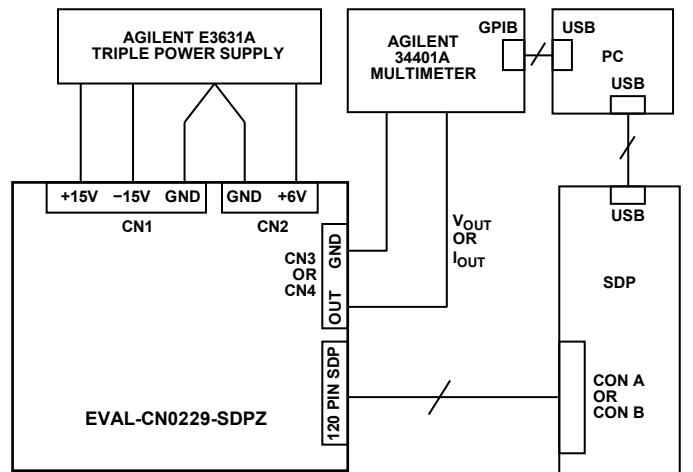 AGILENT E3631A
TRIPLE POWER SUPPLY
AGILENT
34401A
MULTIMETER
GPIB
USB
PC
USB
+15V
−15V
GND
GND
+6V
CN1
CN2
CN3
OR
CN4
GND
OUT
VOUT
OR
IOUT
USB
SDP
120 PIN SDP
CON A
OR
CON B
EVAL-CN0229-SDPZ